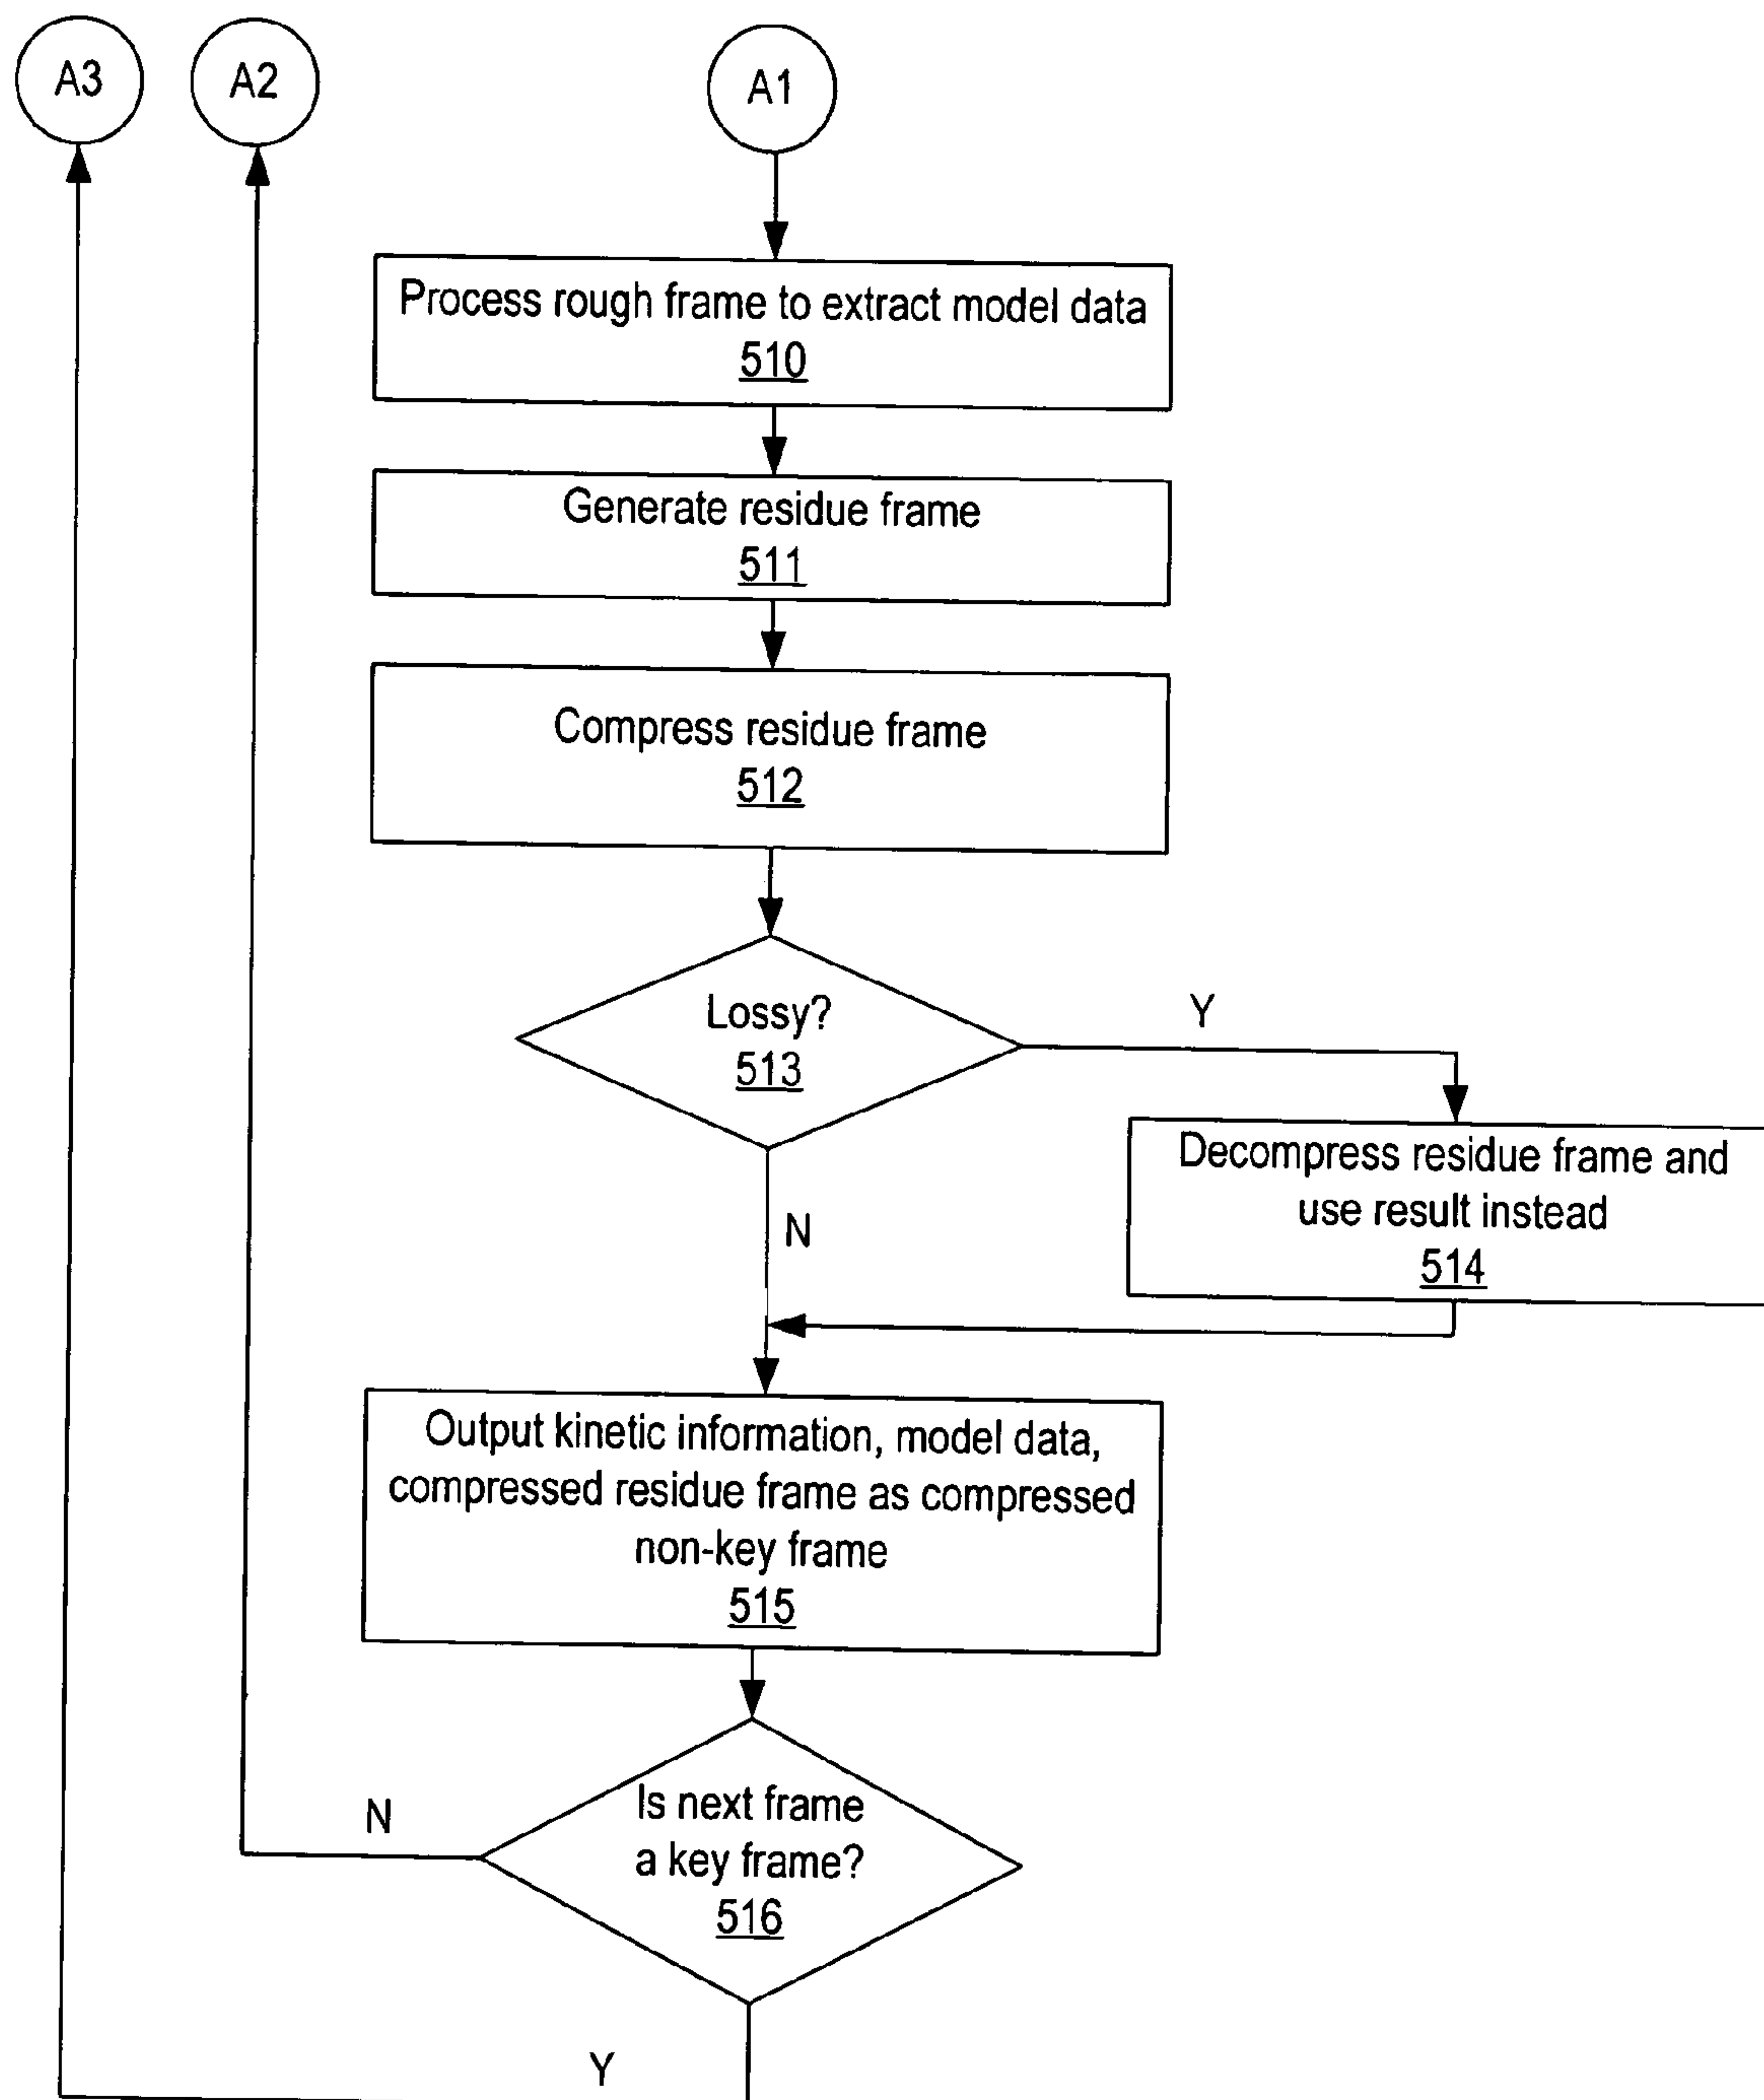 A3
A2
A1
Process rough frame to extract model data
510
Generate residue frame
511
Compress residue frame
512
Lossy?
513
Y
N
Decompress residue frame and
use result instead
514
Output kinetic information, model data,
compressed residue frame as compressed
non-key frame
515
Is next frame
a key frame?
516
N
Y